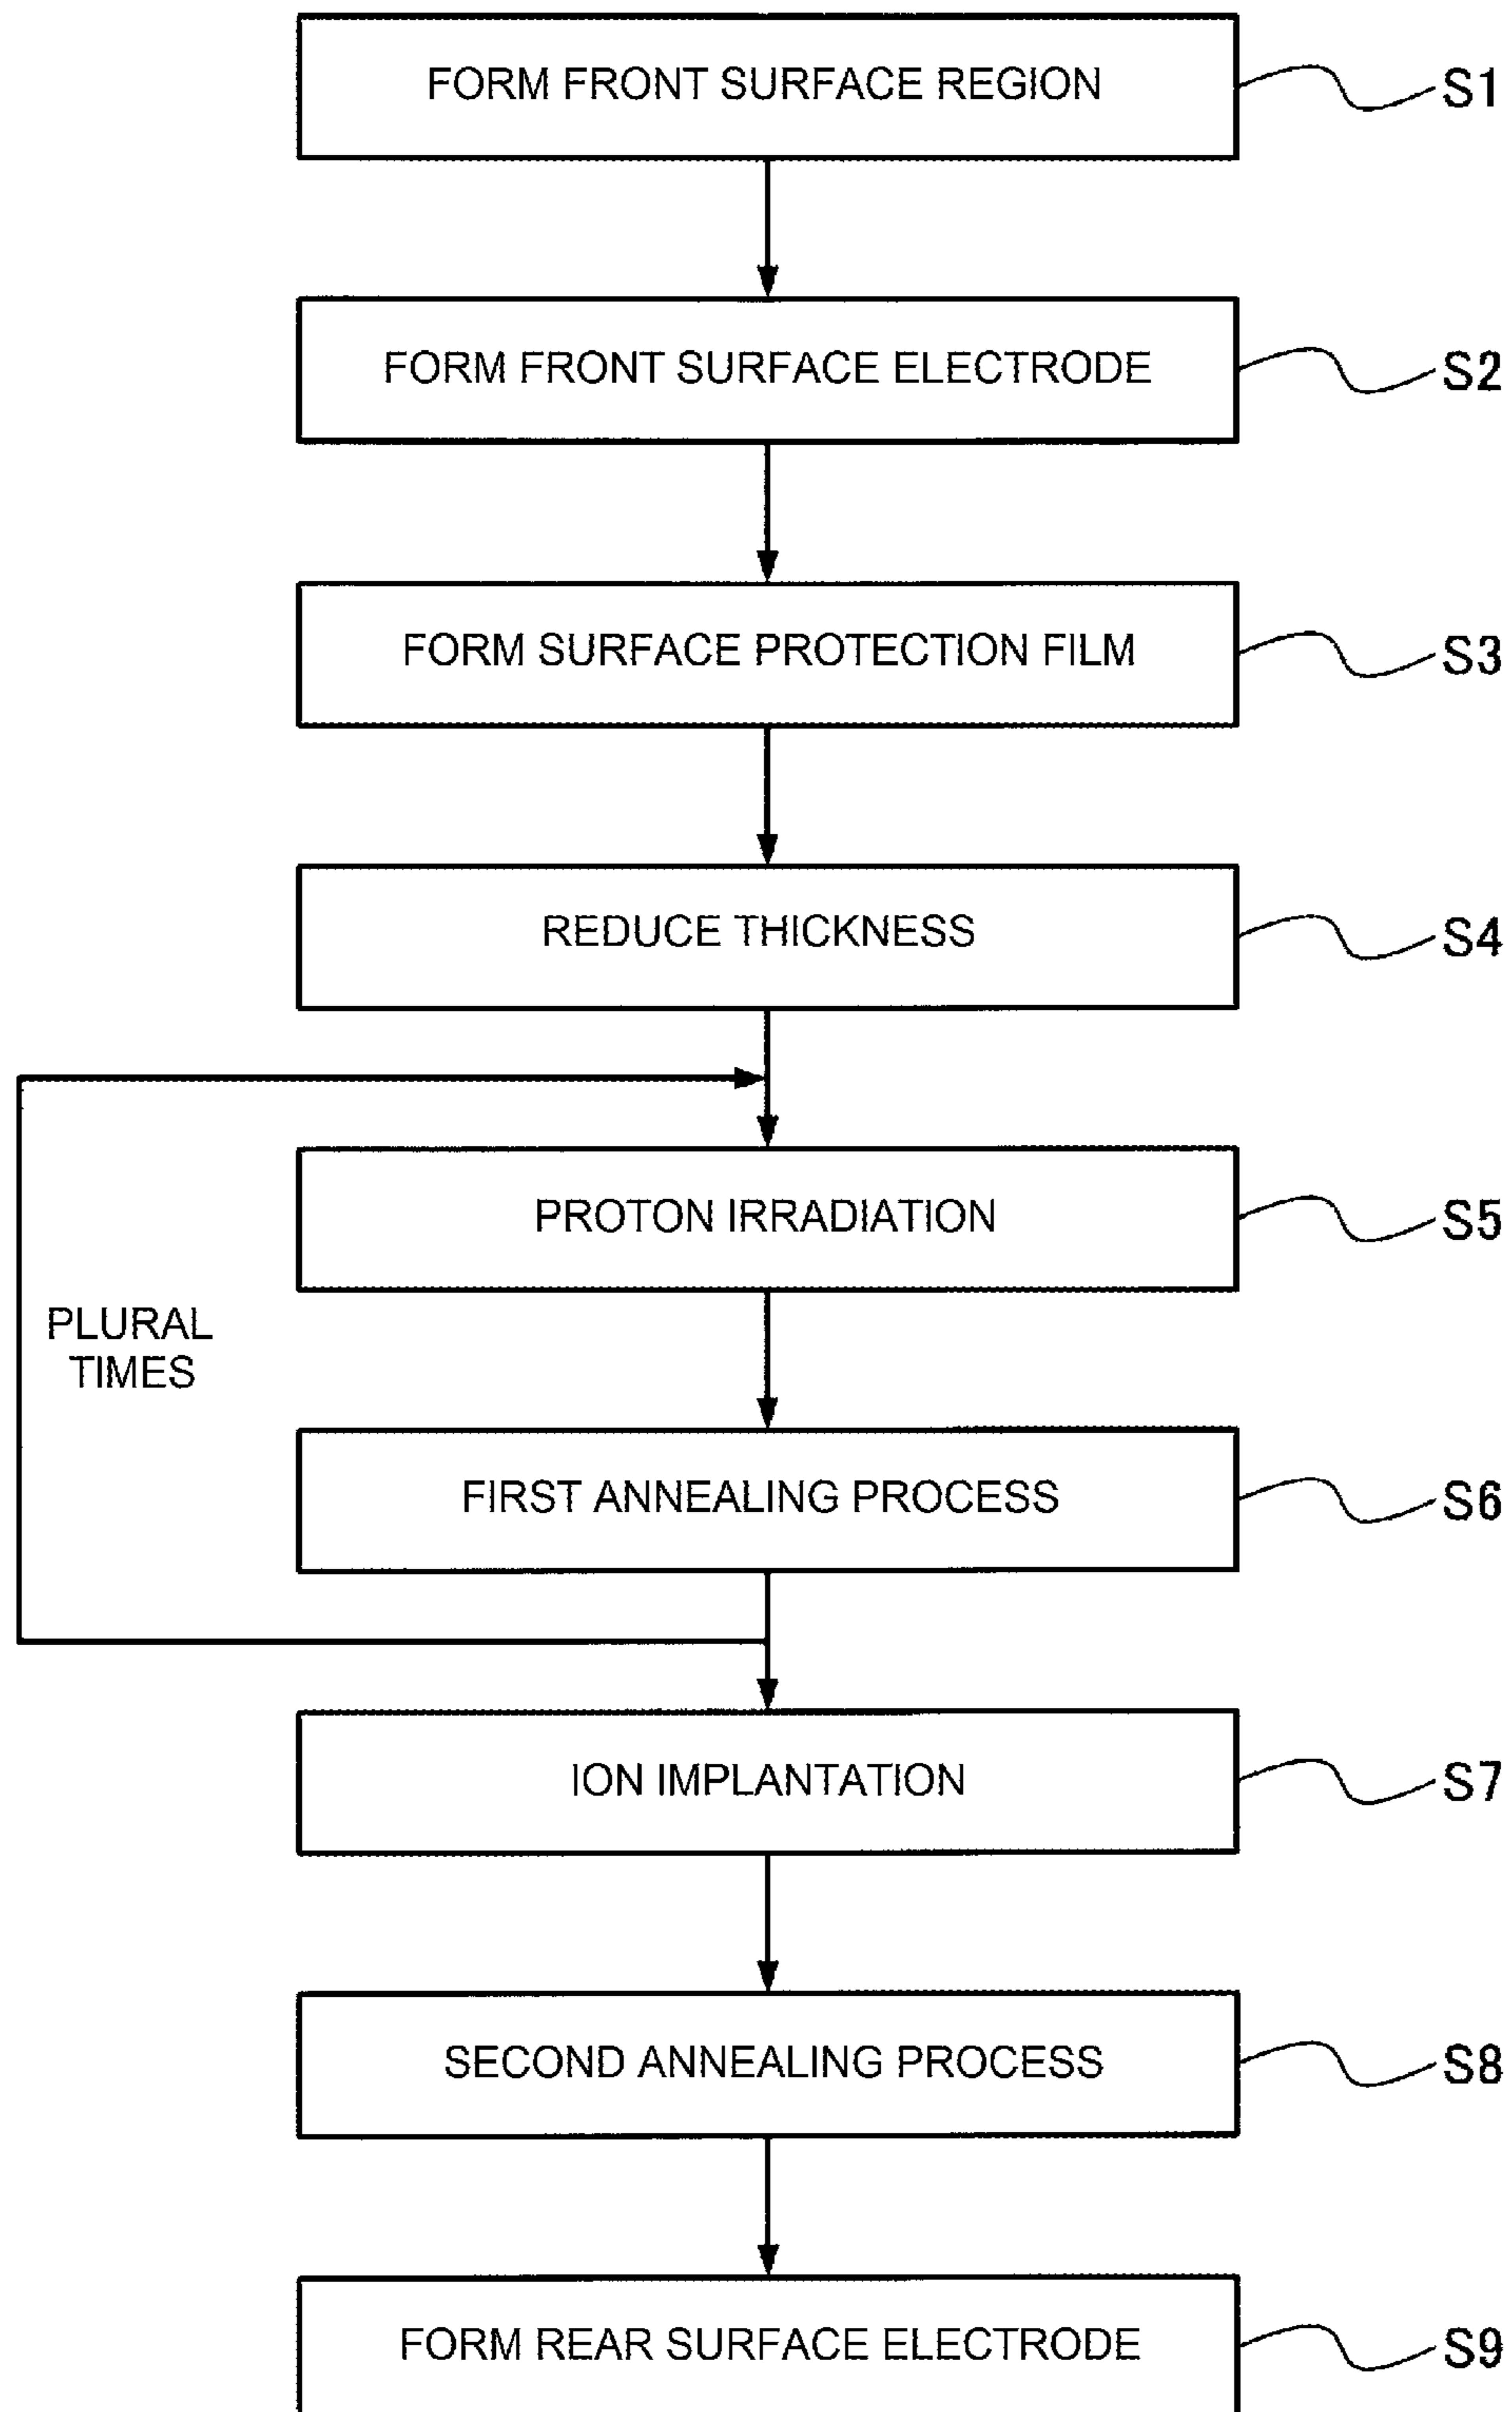 FORM FRONT SURFACE REGION
S1
FORM FRONT SURFACE ELECTRODE
S2
FORM SURFACE PROTECTION FILM
S3
REDUCE THICKNESS
S4
PROTON IRRADIATION
S5
PLURAL
TIMES
FIRST ANNEALING PROCESS
S6
ION IMPLANTATION
S7
SECOND ANNEALING PROCESS
S8
FORM REAR SURFACE ELECTRODE
S9